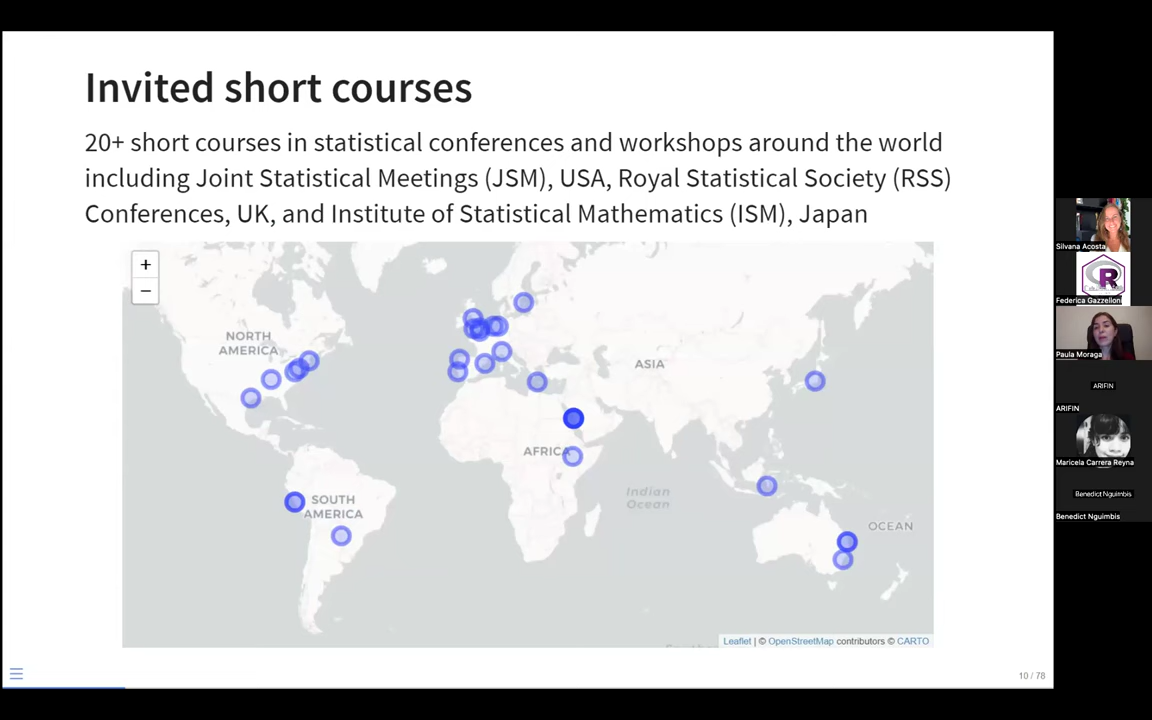 Invited short courses
20+ short courses in statistical conferences and workshops around the world
including Joint Statistical Meetings (JSM), USA, Royal Statistical Society (RSS)
Conferences, UK, and Institute of Statistical Mathematics (ISM), Japan
+
−
NORTH
AMERICA
ASIA
AFRICA
SOUTH
AMERICA
Indian
Ocean
OCEAN
Leaflet | © OpenStreetMap contributors © CARTO
10 / 78
Silvana Acosta
R
Federica Gazzelloni
Paula Moraga
ARIFIN
ARIFIN
Maricela Carrera Reyna
Benedict Nguimbis
Benedict Nguimbis